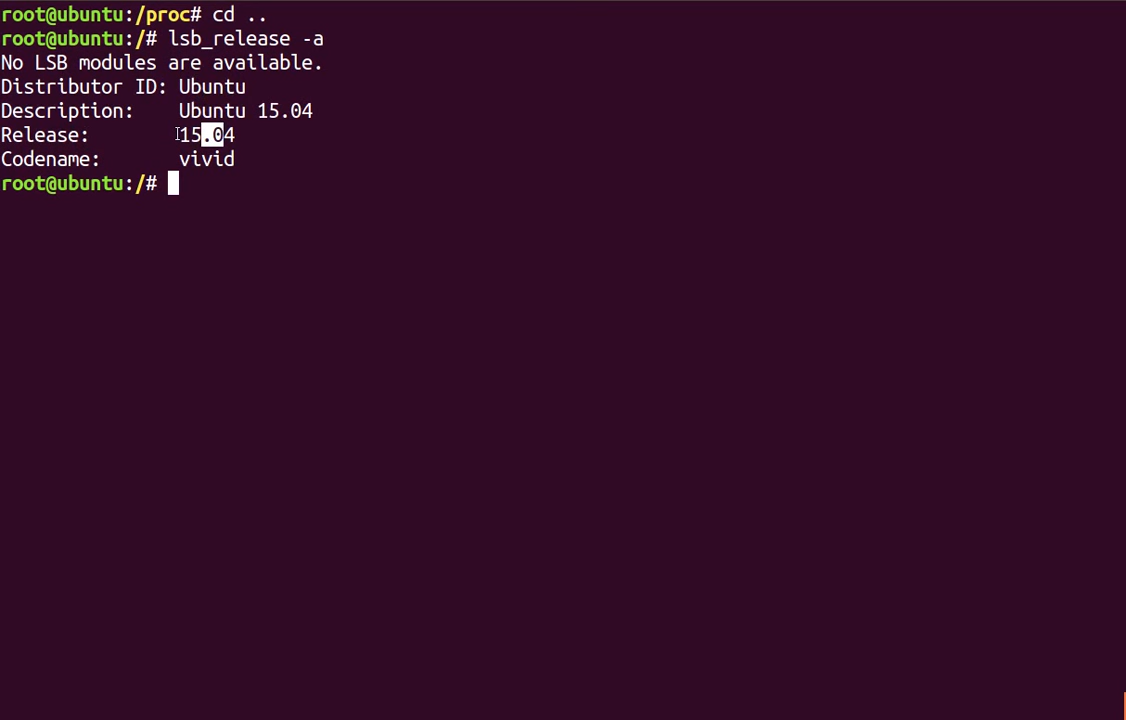 root@ubuntu:/proc# cd ..
root@ubuntu:/# lsb_release -a
No LSB modules are available.
Distributor ID: Ubuntu
Description:    Ubuntu 15.04
Release:        15.04
Codename:       vivid
root@ubuntu:/#